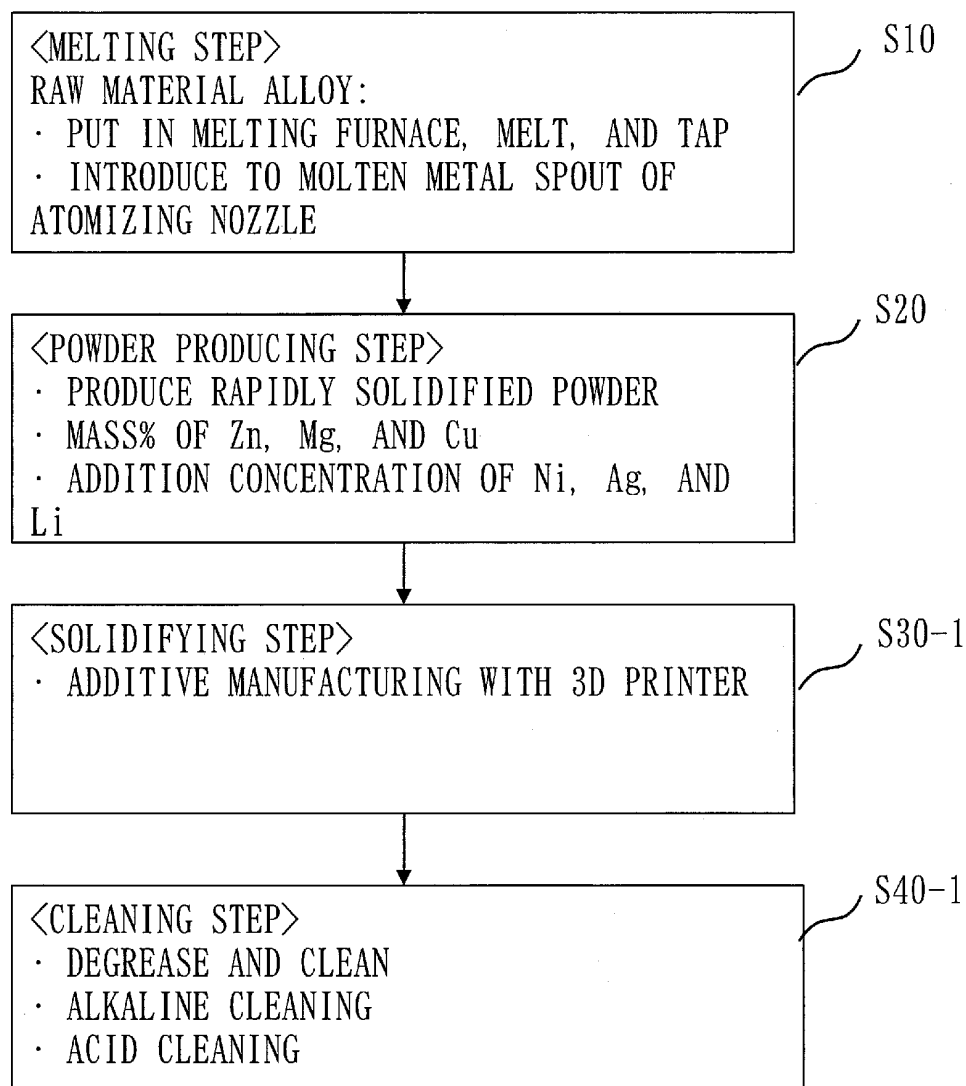 <MELTING STEP>
RAW MATERIAL ALLOY:
· PUT IN MELTING FURNACE, MELT, AND TAP
· INTRODUCE TO MOLTEN METAL SPOUT OF
ATOMIZING NOZZLE
S10
<POWDER PRODUCING STEP>
· PRODUCE RAPIDLY SOLIDIFIED POWDER
· MASS% OF Zn, Mg, AND Cu
· ADDITION CONCENTRATION OF Ni, Ag, AND
Li
S20
<SOLIDIFYING STEP>
· ADDITIVE MANUFACTURING WITH 3D PRINTER
S30-1
<CLEANING STEP>
· DEGREASE AND CLEAN
· ALKALINE CLEANING
· ACID CLEANING
S40-1